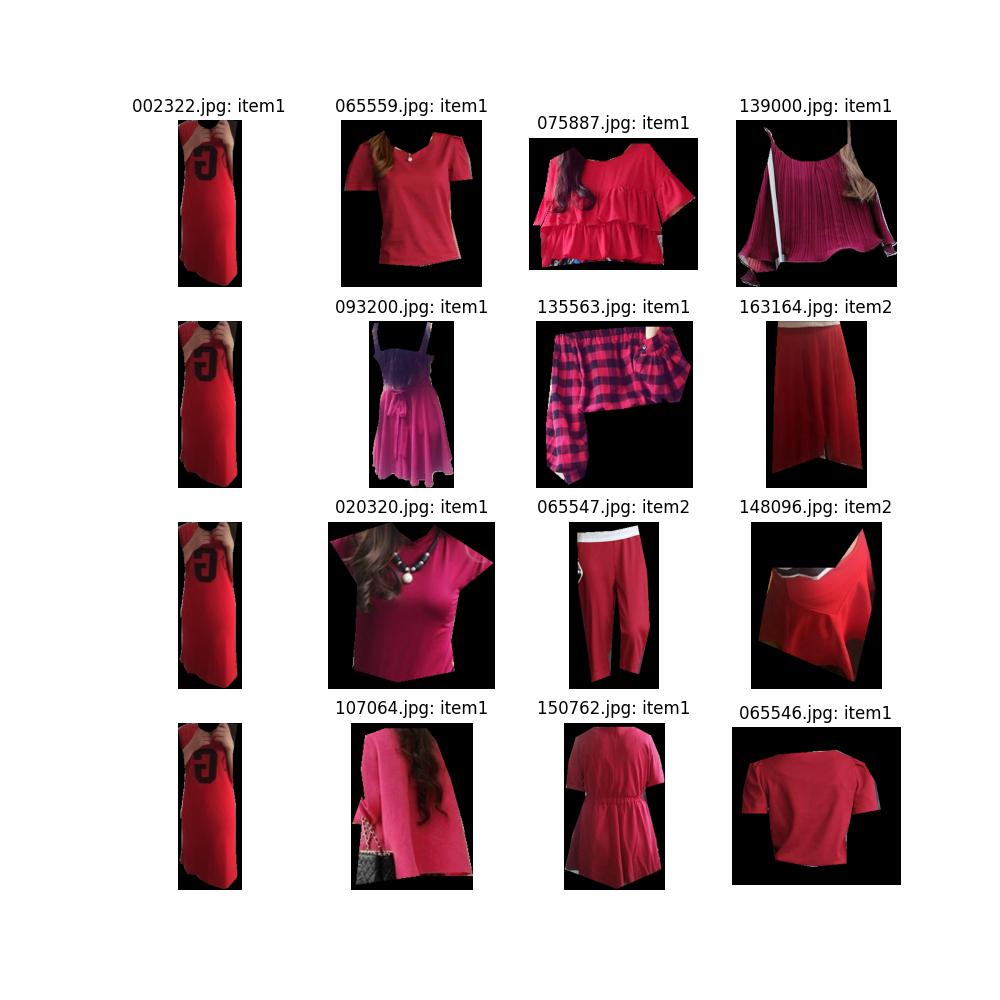 002322.jpg: item1
065559.jpg: item1
075887.jpg: item1
139000.jpg: item1
G
093200.jpg: item1
135563.jpg: item1
163164.jpg: item2
G
020320.jpg: item1
065547.jpg: item2
148096.jpg: item2
G
107064.jpg: item1
150762.jpg: item1
065546.jpg: item1
G